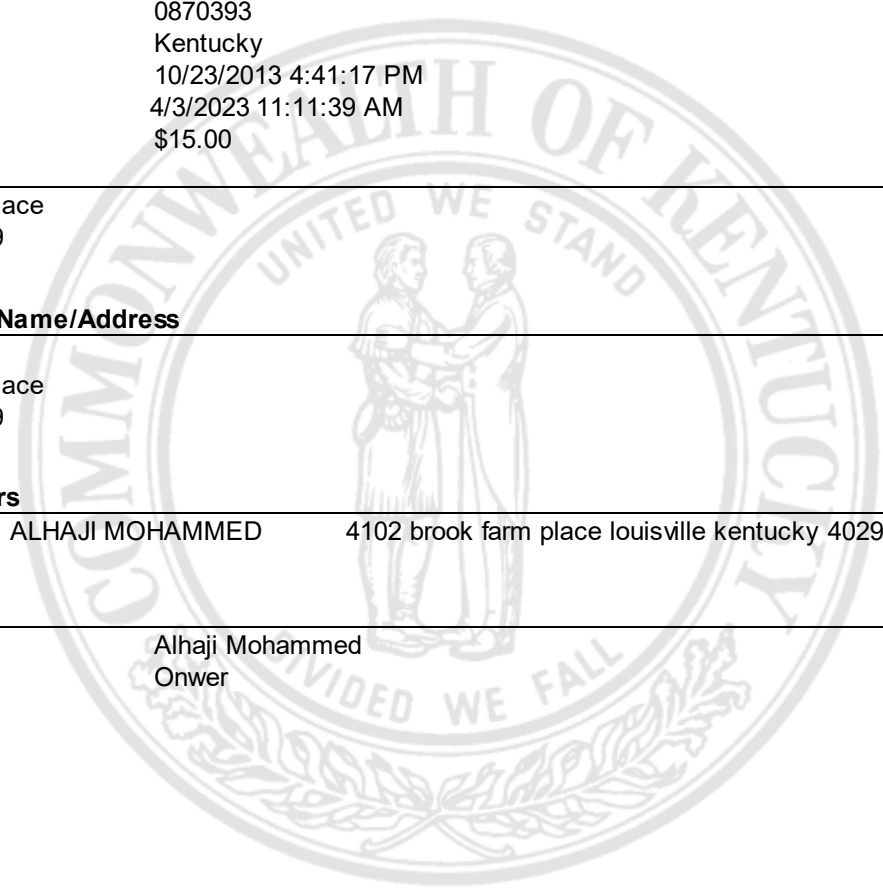 0870393
Kentucky
10/23/2013 4:41:17 PM
4/3/2023 11:11:39 AM
$15.00
ace
9
Name/Address
ace
9
rs
ALHAJI MOHAMMED 4102 brook farm place louisville kentucky 4029
Alhaji Mohammed
Onwer
COMMONWEALTH OF KENTUCKY
UNITED WE STAND
DIVIDED WE FALL